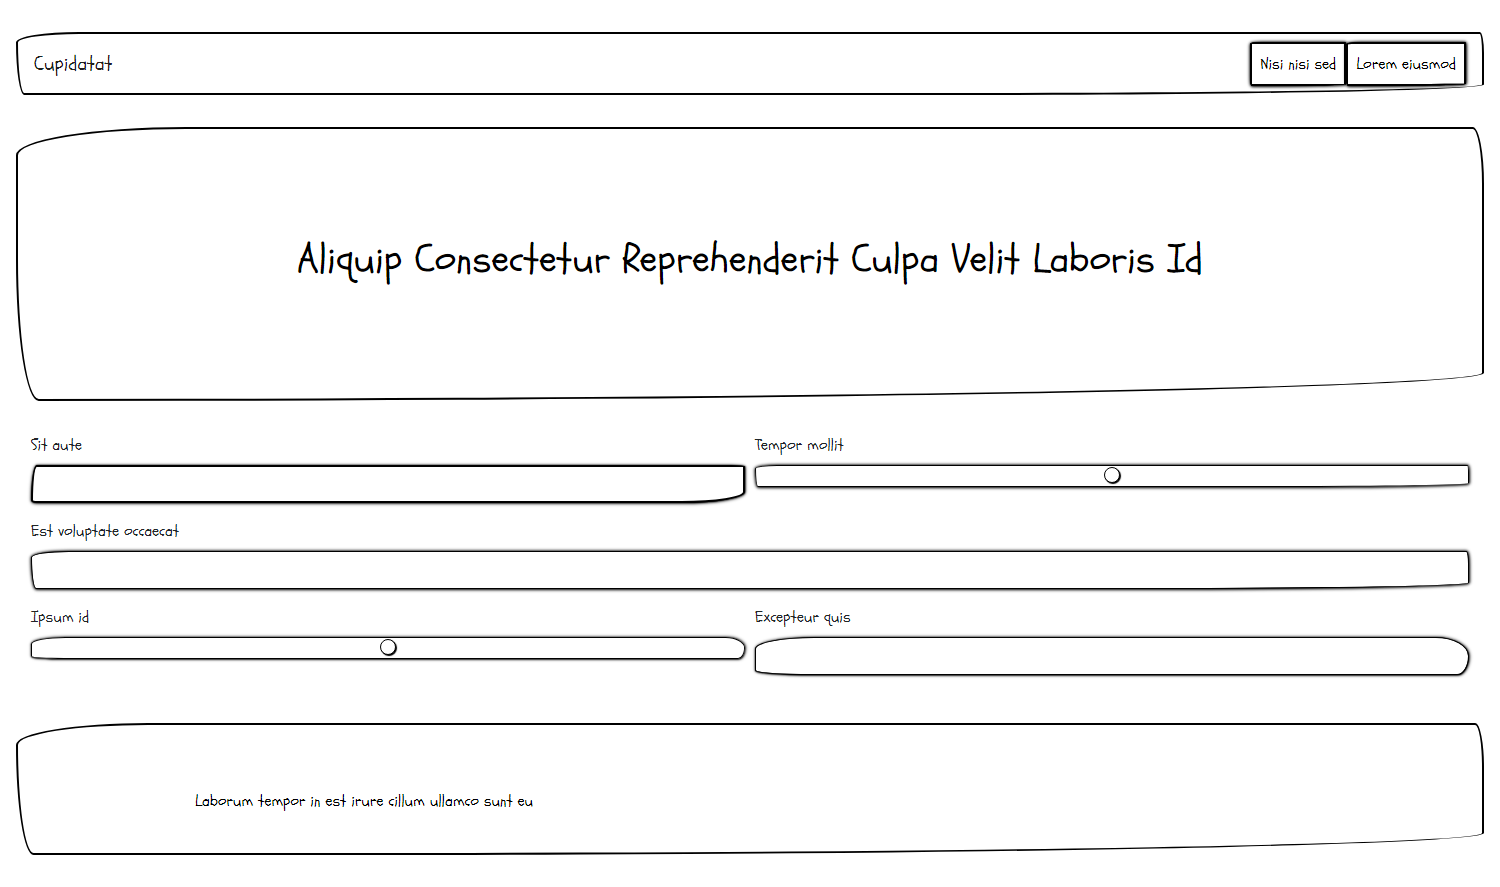 Cupidatat
Nisi nisi sed
Lorem eiusmod
Aliquip Consectetur Reprehenderit Culpa Velit Laboris Id
Sit aute
Tempor mollit
Est voluptate occaecat
Ipsum id
Excepteur quis
Laborum tempor in est irure cillum ullamco sunt eu